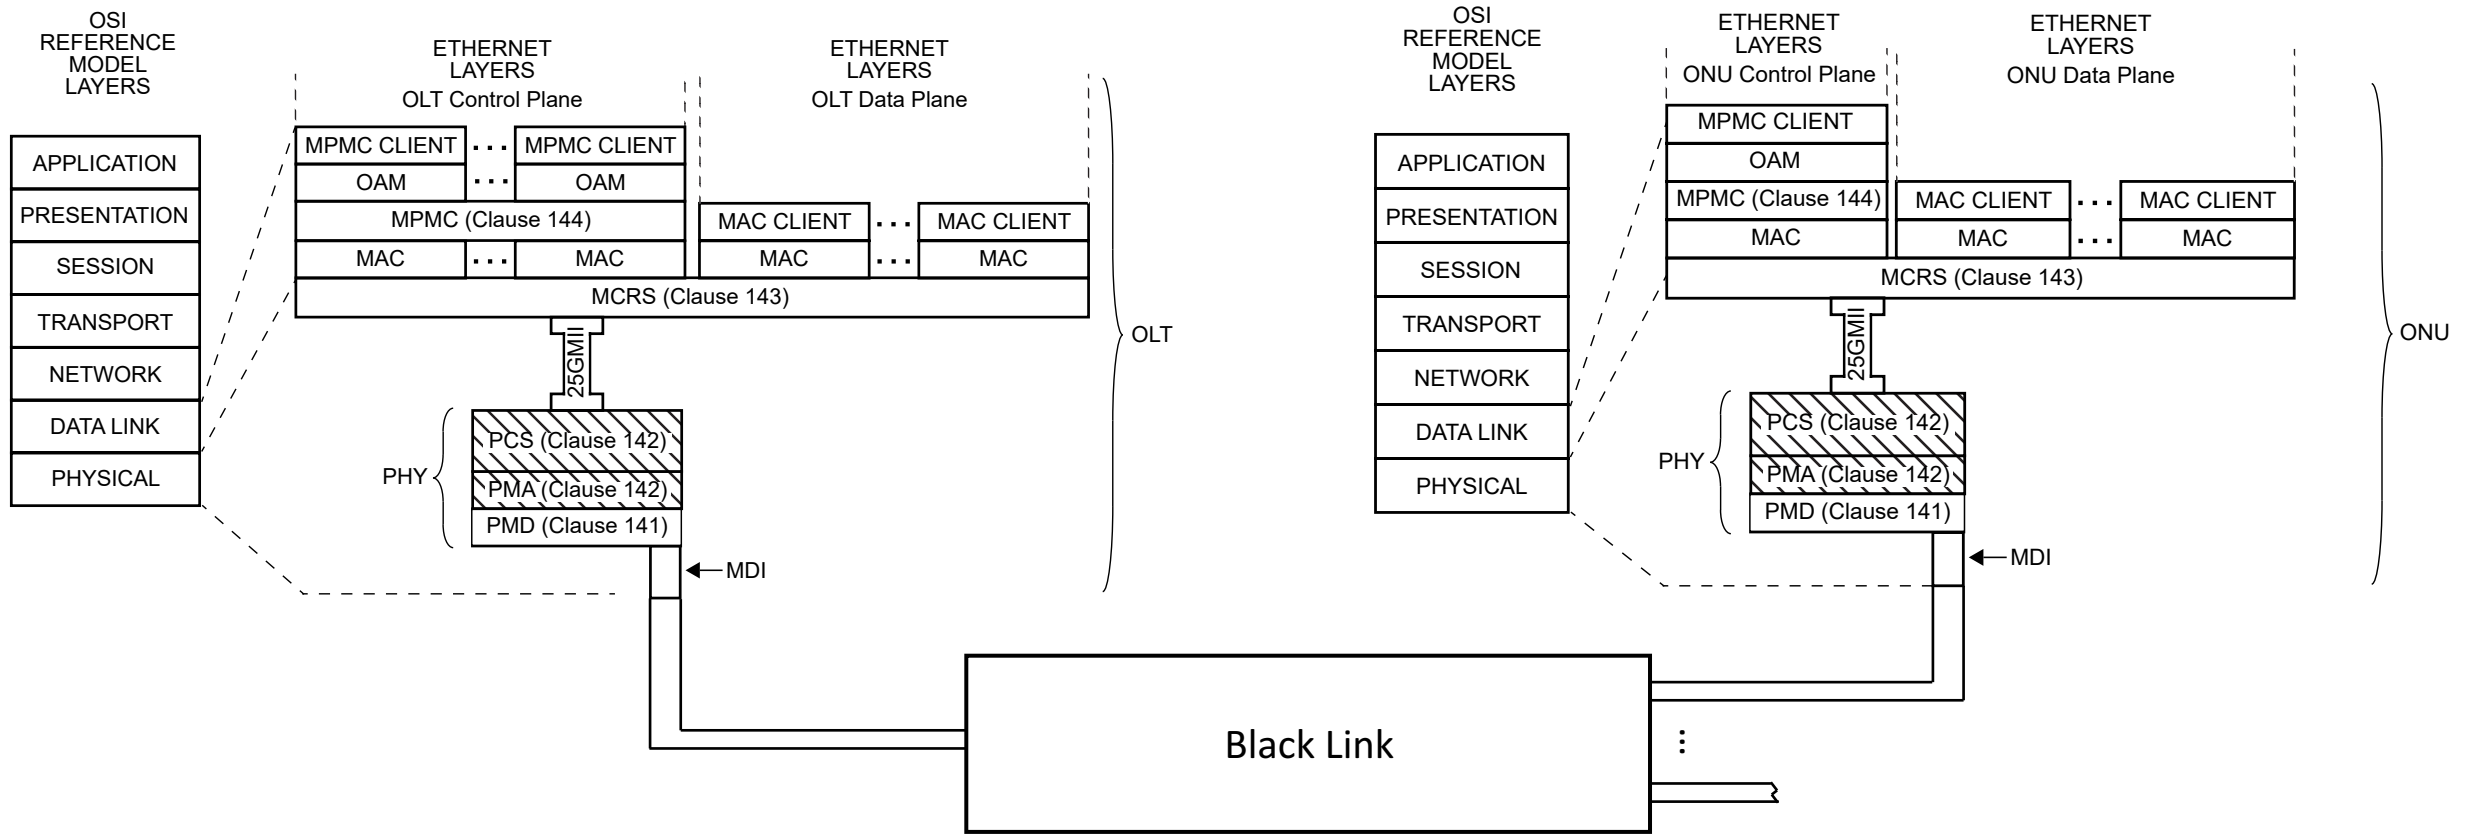 OSI
REFERENCE
MODEL
LAYERS
APPLICATION
PRESENTATION
SESSION
TRANSPORT
NETWORK
DATA LINK
PHYSICAL
ETHERNET
LAYERS
OLT Control Plane
ETHERNET
LAYERS
OLT Data Plane
MPMC CLIENT ... MPMC CLIENT
OAM ... OAM
MPMC (Clause 144)
MAC CLIENT ... MAC CLIENT
MAC ... MAC
MAC ... MAC
MCRS (Clause 143)
25GMII
PHY
PCS (Clause 142)
PMA (Clause 142)
PMD (Clause 141)
MDI
OLT
OSI
REFERENCE
MODEL
LAYERS
APPLICATION
PRESENTATION
SESSION
TRANSPORT
NETWORK
DATA LINK
PHYSICAL
ETHERNET
LAYERS
ONU Control Plane
ETHERNET
LAYERS
ONU Data Plane
MPMC CLIENT
OAM
MPMC (Clause 144)
MAC
MAC CLIENT ... MAC CLIENT
MAC ... MAC
MCRS (Clause 143)
25GMII
PHY
PCS (Clause 142)
PMA (Clause 142)
PMD (Clause 141)
MDI
ONU
Black Link